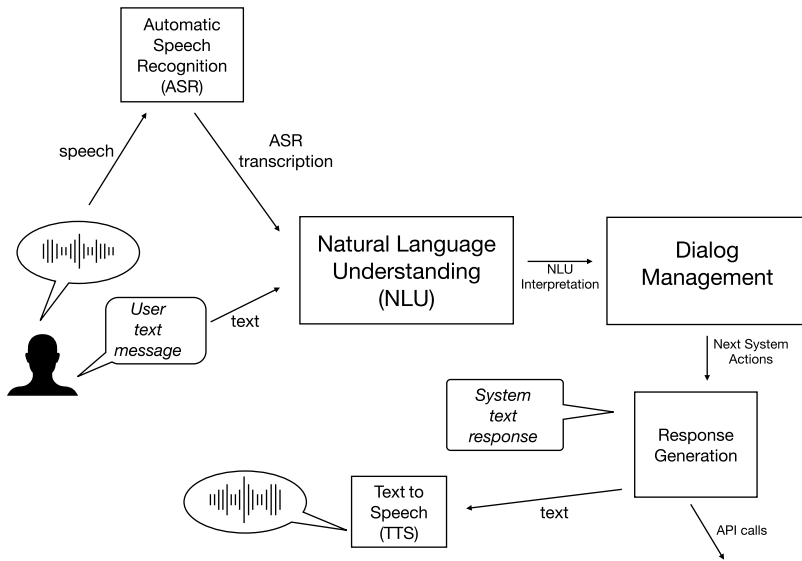 Automatic
Speech
Recognition
(ASR)
speech
ASR
transcription
Natural Language
Understanding
(NLU)
NLU
Interpretation
Dialog
Management
User
text
message
text
Next System
Actions
System
text
response
Response
Generation
Text to
Speech
(TTS)
text
API calls